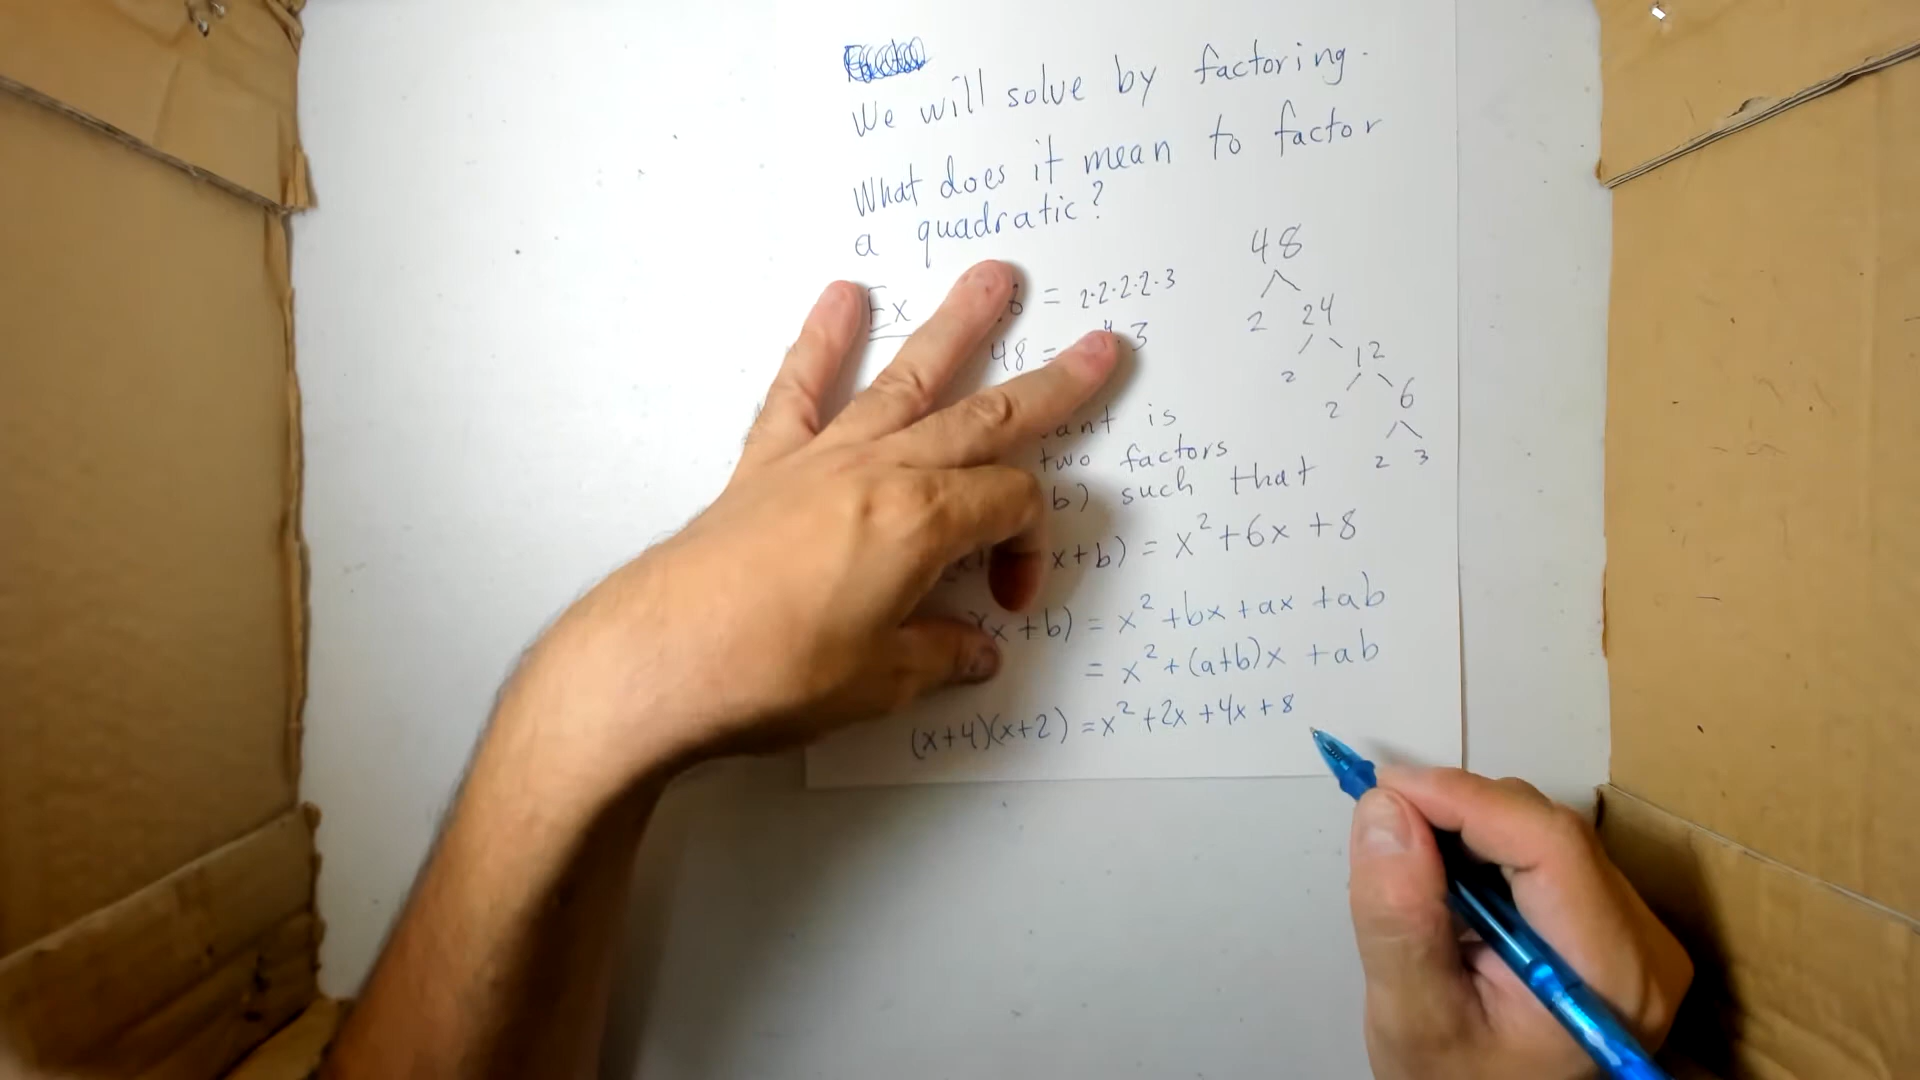 We will solve by factoring.
What does it mean to factor
a quadratic?
Ex = 2·2·2·2·3
48 = 3
is
two factors
b) such that
x+b) = x² + 6x + 8
(x+b) = x² + bx + ax + ab
= x² + (a+b)x + ab
(x+4)(x+2) = x² + 2x + 4x + 8
48
2 24
2 12
2 6
2 3